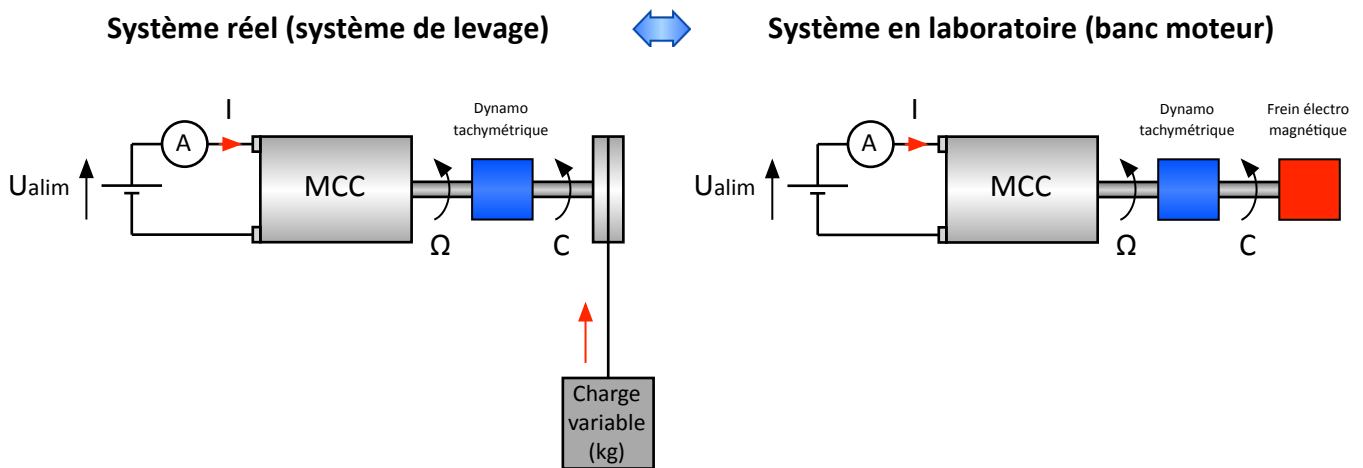 Système réel (système de levage)
Système en laboratoire (banc moteur)
I
Dynamo
tachymétrique
A
Ualim
MCC
Ω
C
Charge
variable
(kg)
I
Dynamo
tachymétrique
Frein électro
magnétique
A
Ualim
MCC
Ω
C